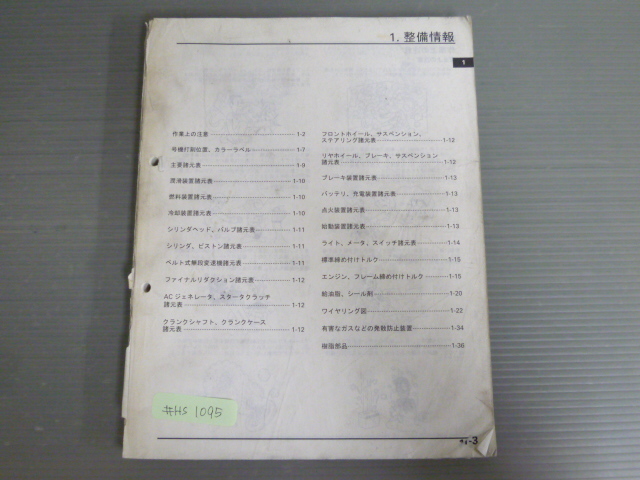 1. 整備情報
1
作業上の注意 1-2
号機打刻位置、カラーラベル 1-7
主要諸元表 1-9
潤滑装置諸元表 1-10
燃料装置諸元表 1-10
冷却装置諸元表 1-10
シリンダヘッド、バルブ諸元表 1-11
シリンダ、ピストン諸元表 1-11
ベルト式無段変速機諸元表 1-11
ファイナルリダクション諸元表 1-12
ACジェネレータ、スタータクラッチ
諸元表 1-12
クランクシャフト、クランクケース
諸元表 1-12
フロントホイール、サスペンション、
ステアリング諸元表 1-12
リヤホイール、ブレーキ、サスペンション
諸元表 1-12
ブレーキ装置諸元表 1-13
バッテリ、充電装置諸元表 1-13
点火装置諸元表 1-13
始動装置諸元表 1-13
ライト、メータ、スイッチ諸元表 1-14
標準締め付けトルク 1-15
エンジン、フレーム締め付けトルク 1-15
給油脂、シール剤 1-20
ワイヤリング図 1-22
有害なガスなどの発散防止装置 1-34
樹脂部品 1-36
#HS 1095